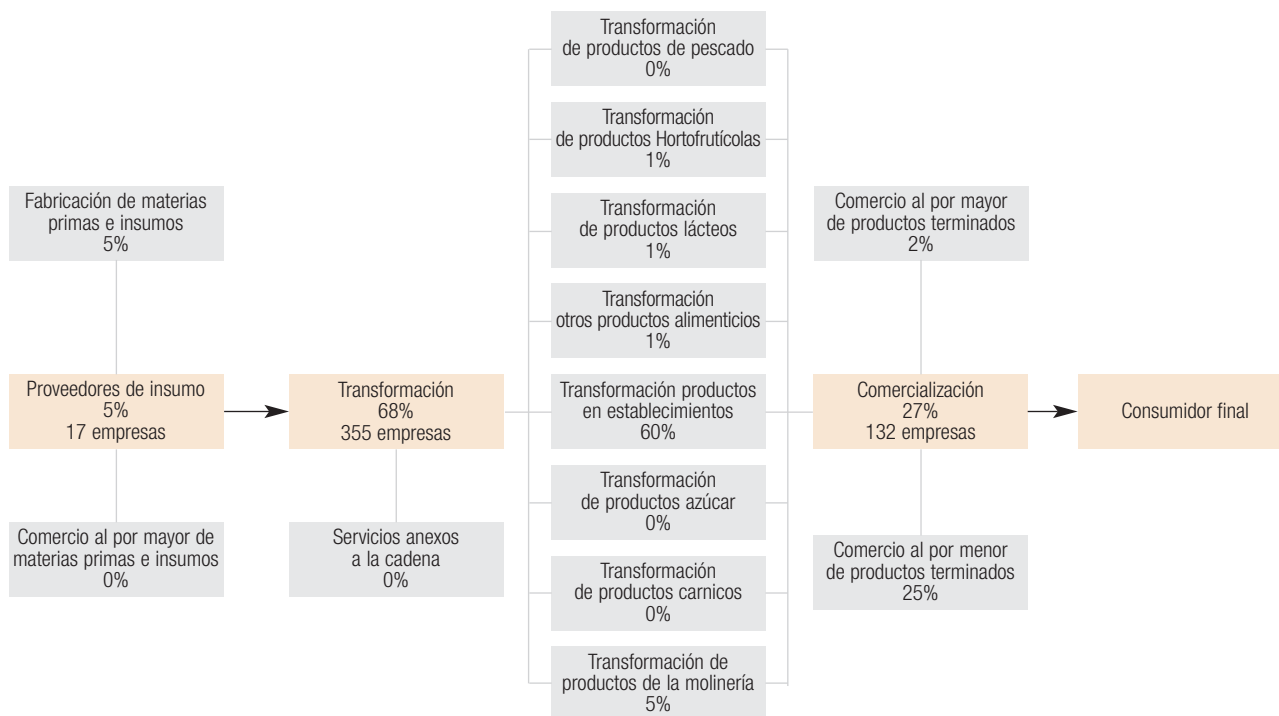 Fabricación de materias
primas e insumos
5%
Proveedores de insumo
5%
17 empresas
Comercio al por mayor de
materias primas e insumos
0%
Transformación
68%
355 empresas
Servicios anexos
a la cadena
0%
Transformación
de productos de pescado
0%
Transformación
de productos Hortofrutícolas
1%
Transformación
de productos lácteos
1%
Transformación
otros productos alimenticios
1%
Transformación productos
en establecimientos
60%
Transformación
de productos azúcar
0%
Transformación
de productos carnicos
0%
Transformación de
productos de la molinería
5%
Comercio al por mayor
de productos terminados
2%
Comercialización
27%
132 empresas
Comercio al por menor
de productos terminados
25%
Consumidor final